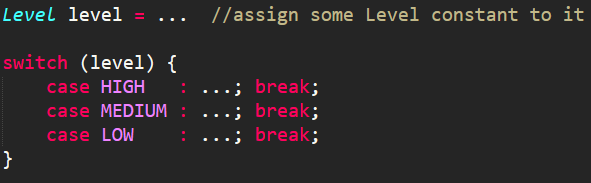 Level level = ...  //assign some Level constant to it
switch (level) {
    case HIGH   : ...; break;
    case MEDIUM : ...; break;
    case LOW    : ...; break;
}